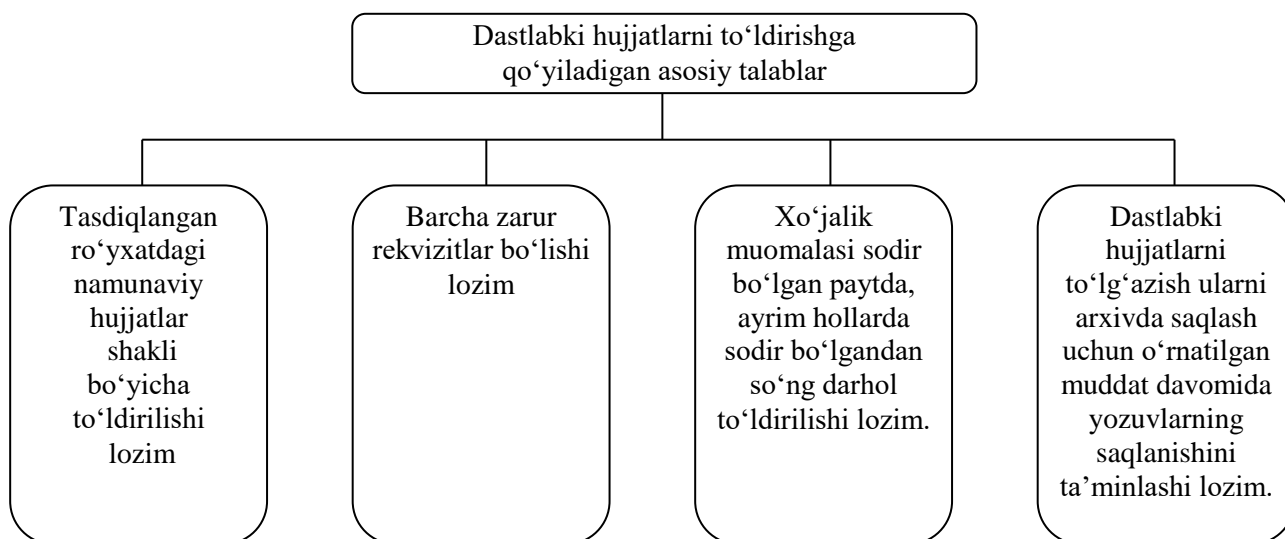 Dastlabki hujjatlarni to‘ldirishga
qo‘yiladigan asosiy talablar
Tasdiqlangan
ro‘yxatdagi
namunaviy
hujjatlar
shakli
bo‘yicha
to‘ldirilishi
lozim
Barcha zarur
rekvizitlar bo‘lishi
lozim
Xo‘jalik
muomalasi sodir
bo‘lgan paytda,
ayrim hollarda
sodir bo‘lgandan
so‘ng darhol
to‘ldirilishi lozim.
Dastlabki
hujjatlarni
to‘lg‘azish ularni
arxivda saqlash
uchun o‘rnatilgan
muddat davomida
yozuvlarning
saqlanishini
ta’minlashi lozim.